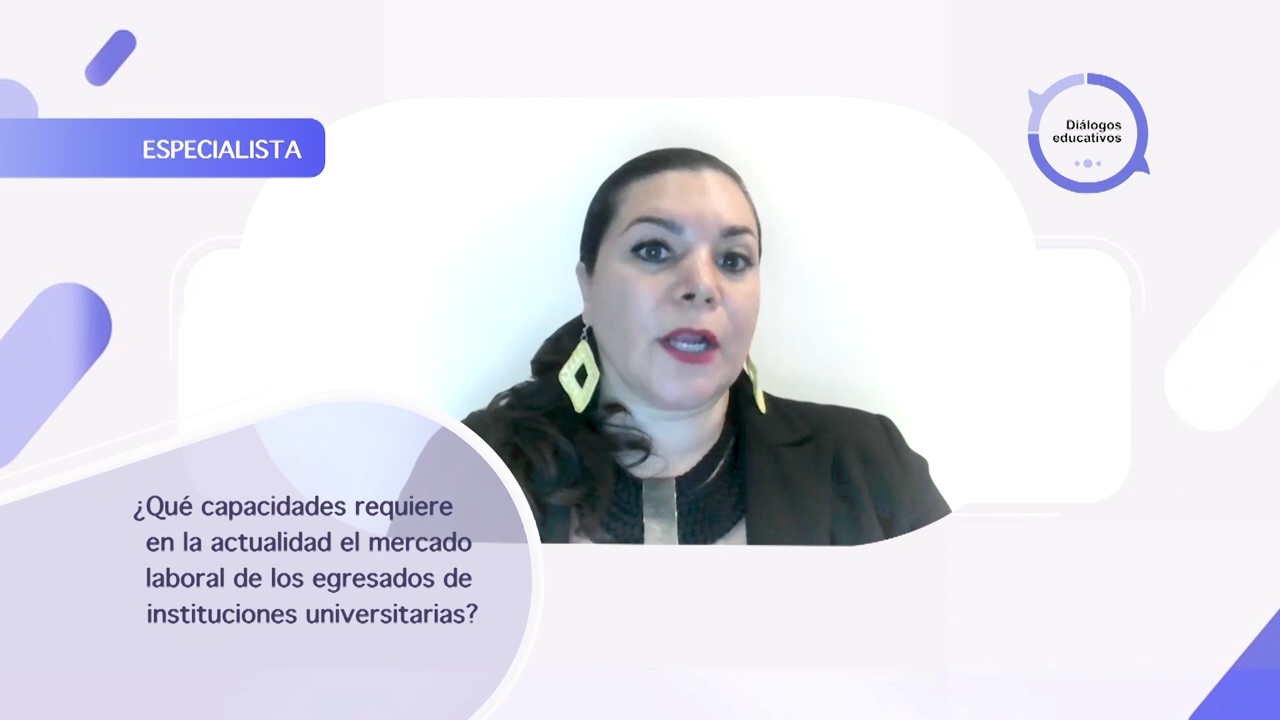 ESPECIALISTA
Diálogos
educativos
¿Qué capacidades requiere
en la actualidad el mercado
laboral de los egresados de
instituciones universitarias?